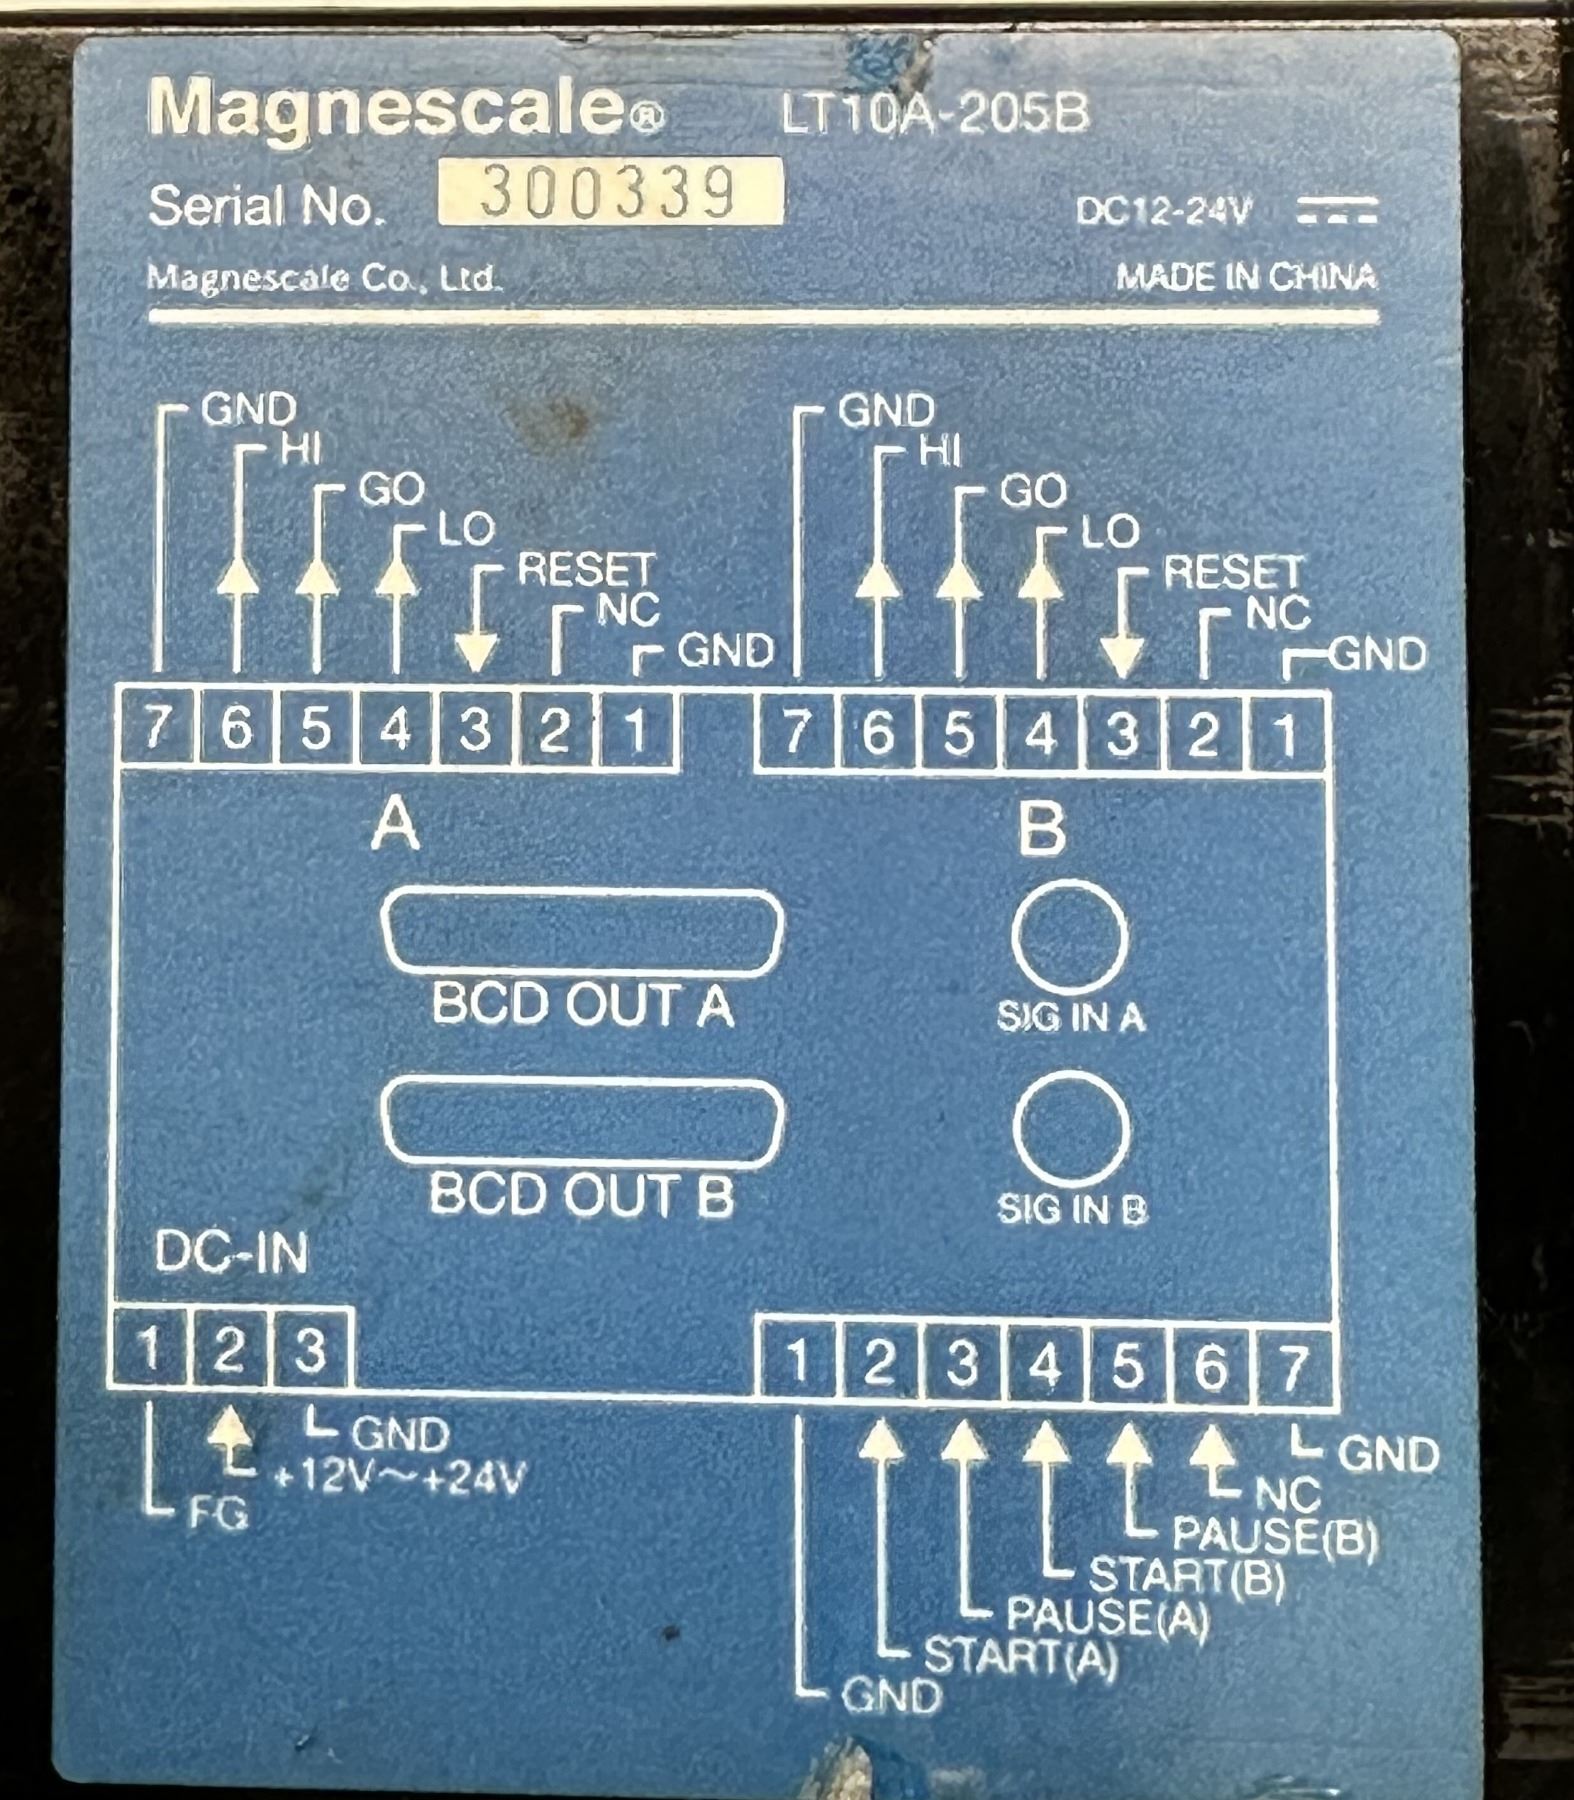 Magnescale® LT10A-205B
Serial No. 300339 DC12-24V
Magnescale Co., Ltd. MADE IN CHINA
GND GND
HI HI
GO GO
LO LO
RESET RESET
NC NC
GND GND
7 6 5 4 3 2 1 7 6 5 4 3 2 1
A B
BCD OUT A SIG IN A
BCD OUT B SIG IN B
DC-IN
1 2 3 1 2 3 4 5 6 7
GND GND
+12V~+24V NC
FG PAUSE(B)
START(B)
PAUSE(A)
START(A)
GND